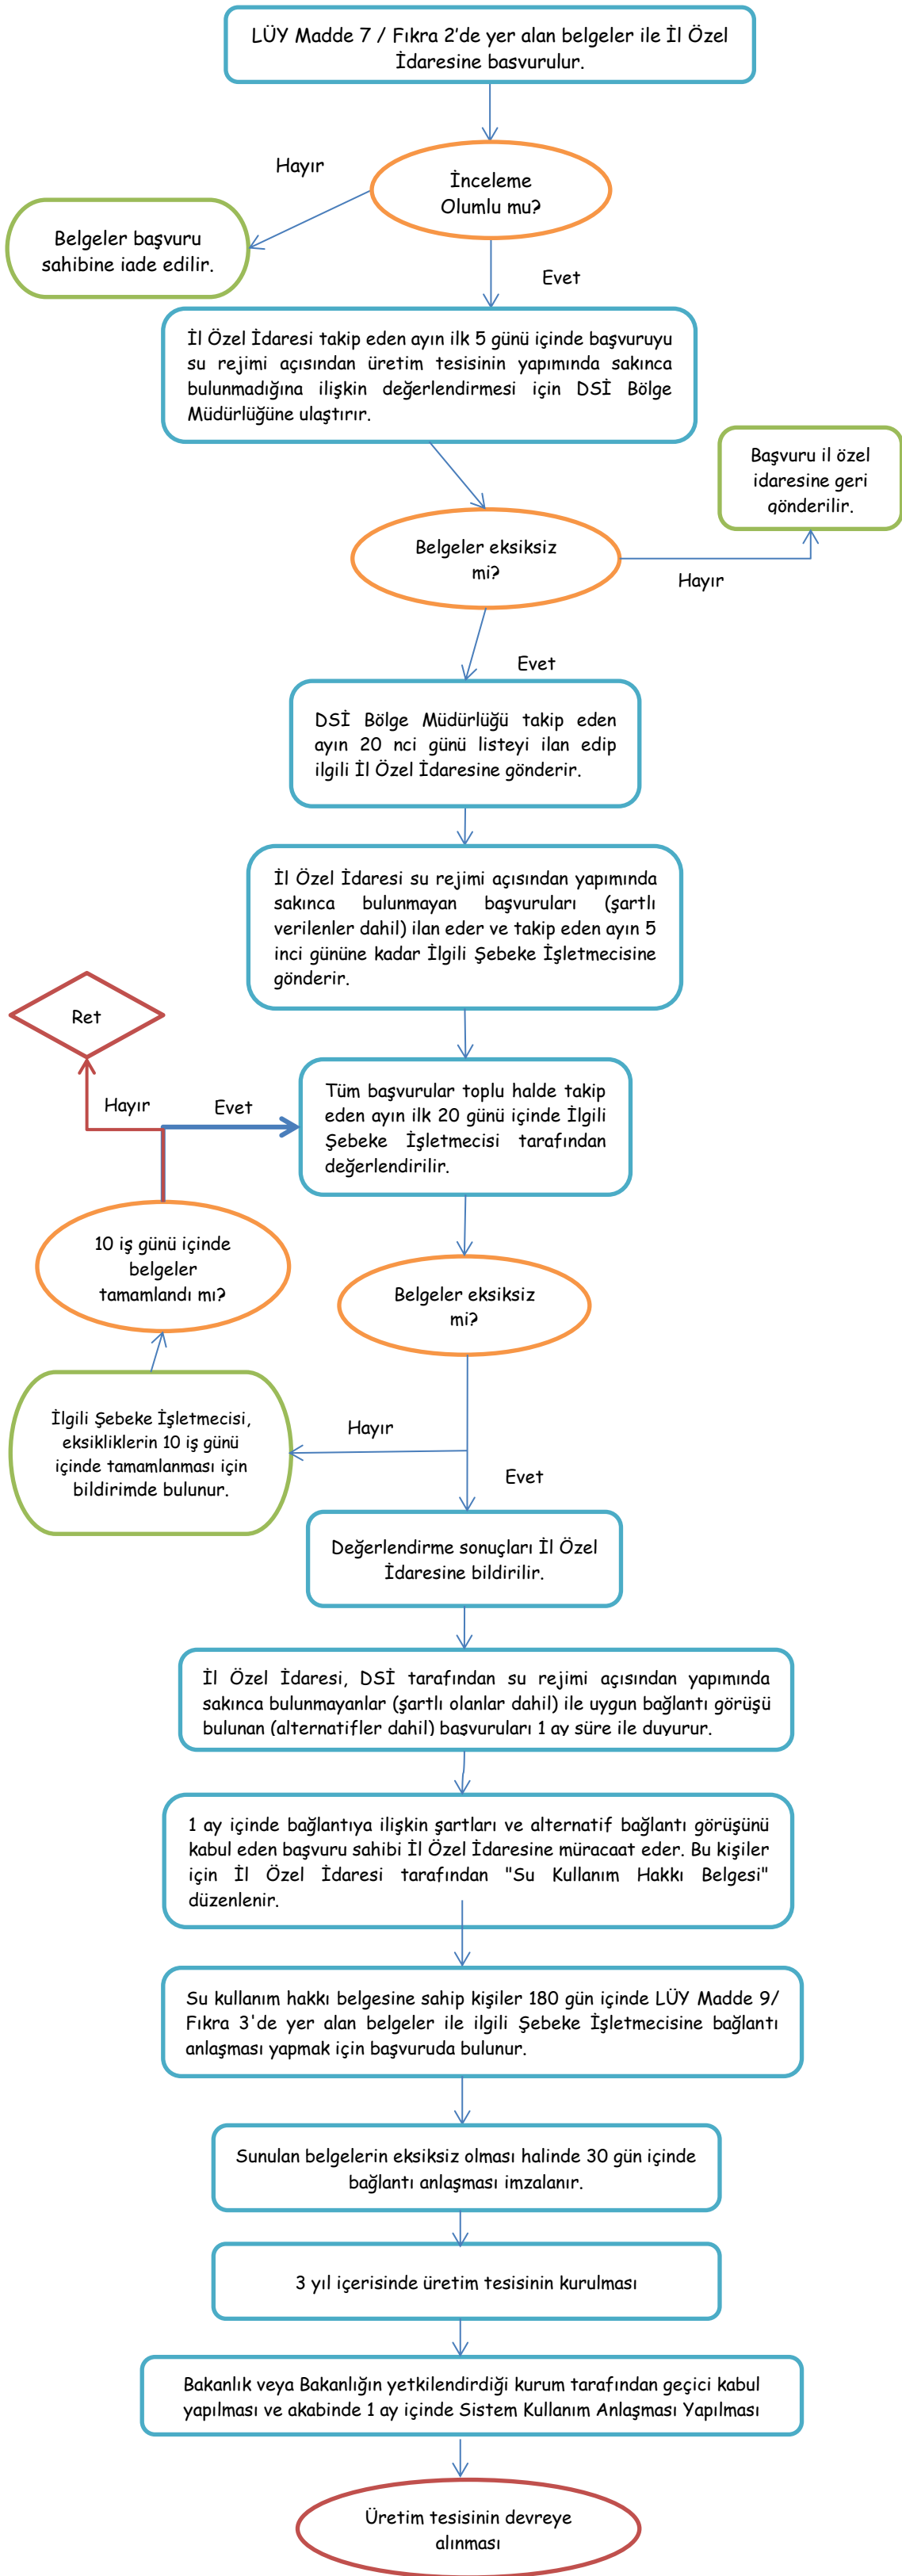 LÜY Madde 7 / Fıkra 2’de yer alan belgeler ile İl Özel
İdaresine basvurulur.
Hayır
İnceleme
Olumlu mu?
Belgeler başvuru
sahibine iade edilir.
Evet
İl Özel İdaresi takip eden ayın ilk 5 günü içinde başvuruyu
su rejimi açısından üretim tesisinin yapımında sakınca
bulunmadığına ilişkin değerlendirmesi için DSİ Bölge
Müdürlüğüne ulaştırır.
Başvuru il özel
idaresine geri
gönderilir.
Belgeler eksiksiz
mi?
Hayır
Evet
DSİ Bölge Müdürlüğü takip eden
ayın 20 nci günü listeyi ilan edip
ilgili İl Özel İdaresine gönderir.
İl Özel İdaresi su rejimi açısından yapımında
sakınca bulunmayan başvuruları (şartlı
verilenler dahil) ilan eder ve takip eden ayın 5
inci gününe kadar İlgili Şebeke İşletmecisine
gönderir.
Ret
Hayır
Evet
Tüm başvurular toplu halde takip
eden ayın ilk 20 günü içinde İlgili
Şebeke İşletmecisi tarafından
değerlendirilir.
10 iş günü içinde
belgeler
tamamlandı mı?
Belgeler eksiksiz
mi?
İlgili Şebeke İşletmecisi,
eksikliklerin 10 iş günü
içinde tamamlanması için
bildirimde bulunur.
Hayır
Evet
Değerlendirme sonuçları İl Özel
İdaresine bildirilir.
İl Özel İdaresi, DSİ tarafından su rejimi açısından yapımında
sakınca bulunmayanlar (şartlı olanlar dahil) ile uygun bağlantı görüşü
bulunan (alternatifler dahil) başvuruları 1 ay süre ile duyurur.
1 ay içinde bağlantıya ilişkin şartları ve alternatif bağlantı görüşünü
kabul eden başvuru sahibi İl Özel İdaresine müracaat eder. Bu kişiler
için İl Özel İdaresi tarafından "Su Kullanım Hakkı Belgesi"
düzenlenir.
Su kullanım hakkı belgesine sahip kişiler 180 gün içinde LÜY Madde 9/
Fıkra 3'de yer alan belgeler ile ilgili Şebeke İşletmecisine bağlantı
anlaşması yapmak için başvuruda bulunur.
Sunulan belgelerin eksiksiz olması halinde 30 gün içinde
bağlantı anlaşması imzalanır.
3 yıl içerisinde üretim tesisinin kurulması
Bakanlık veya Bakanlığın yetkilendirdiği kurum tarafından geçici kabul
yapılması ve akabinde 1 ay içinde Sistem Kullanım Anlaşması Yapılması
Üretim tesisinin devreye
alınması